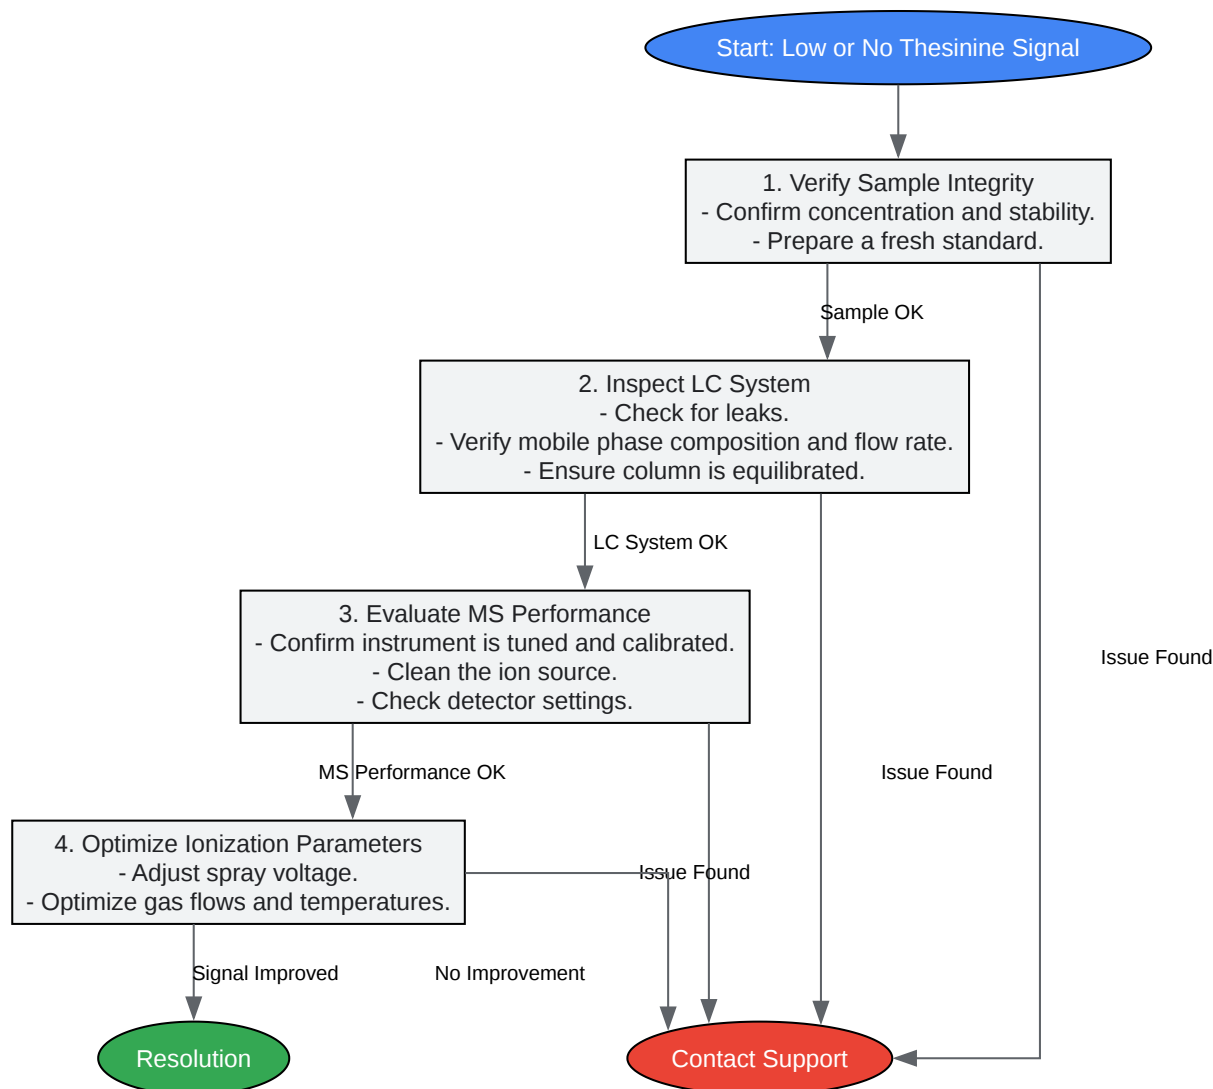 Start: Low or No Thesinine Signal
1. Verify Sample Integrity
- Confirm concentration and stability.
- Prepare a fresh standard.
Sample OK
2. Inspect LC System
- Check for leaks.
- Verify mobile phase composition and flow rate.
- Ensure column is equilibrated.
LC System OK
3. Evaluate MS Performance
- Confirm instrument is tuned and calibrated.
- Clean the ion source.
- Check detector settings.
Issue Found
MS Performance OK
Issue Found
4. Optimize Ionization Parameters
- Adjust spray voltage.
- Optimize gas flows and temperatures.
Issue Found
Signal Improved
No Improvement
Resolution
Contact Support